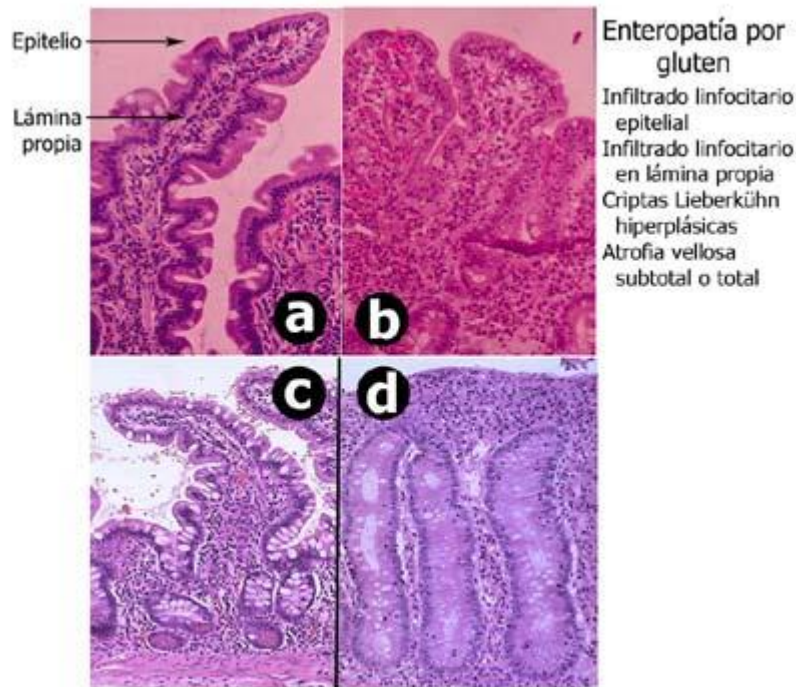 Epitelio
Lámina
propia
a
b
c
d
Enteropatía por
gluten
Infiltrado linfocitario
epitelial
Infiltrado linfocitario
en lámina propia
Criptas Lieberkühn
hiperplásicas
Atrofia vellosa
subtotal o total